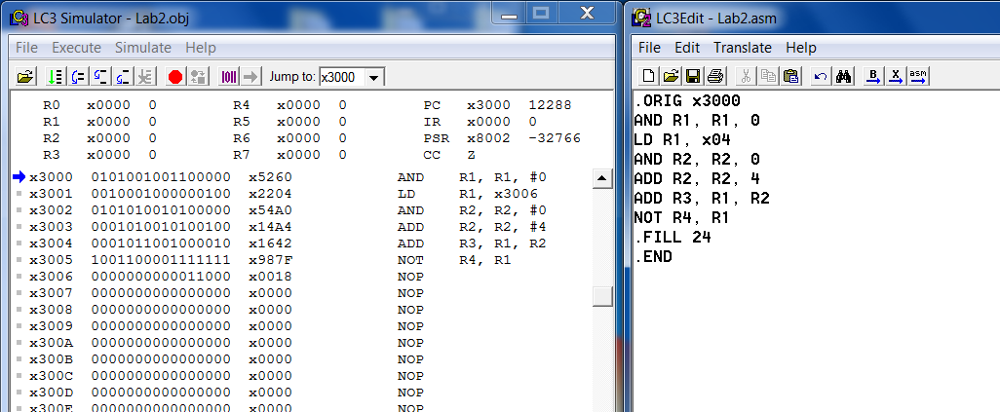 LC3 Simulator - Lab2.obj
File Execute Simulate Help
Jump to: x3000
R0 x0000 0 R4 x0000 0 PC x3000 12288
R1 x0000 0 R5 x0000 0 IR x0000 0
R2 x0000 0 R6 x0000 0 PSR x8002 -32766
R3 x0000 0 R7 x0000 0 CC Z
x3000 0101001001100000 x5260 AND R1, R1, #0
x3001 0010001000000100 x2204 LD R1, x3006
x3002 0101010010100000 x54A0 AND R2, R2, #0
x3003 0001010010100100 x14A4 ADD R2, R2, #4
x3004 0001011001000010 x1642 ADD R3, R1, R2
x3005 1001100001111111 x987F NOT R4, R1
x3006 0000000000011000 x0018 NOP
x3007 0000000000000000 x0000 NOP
x3008 0000000000000000 x0000 NOP
x3009 0000000000000000 x0000 NOP
x300A 0000000000000000 x0000 NOP
x300B 0000000000000000 x0000 NOP
x300C 0000000000000000 x0000 NOP
x300D 0000000000000000 x0000 NOP
x300E 0000000000000000 x0000 NOP
LC3Edit - Lab2.asm
File Edit Translate Help
B X asm
.ORIG x3000
AND R1, R1, 0
LD R1, x04
AND R2, R2, 0
ADD R2, R2, 4
ADD R3, R1, R2
NOT R4, R1
.FILL 24
.END